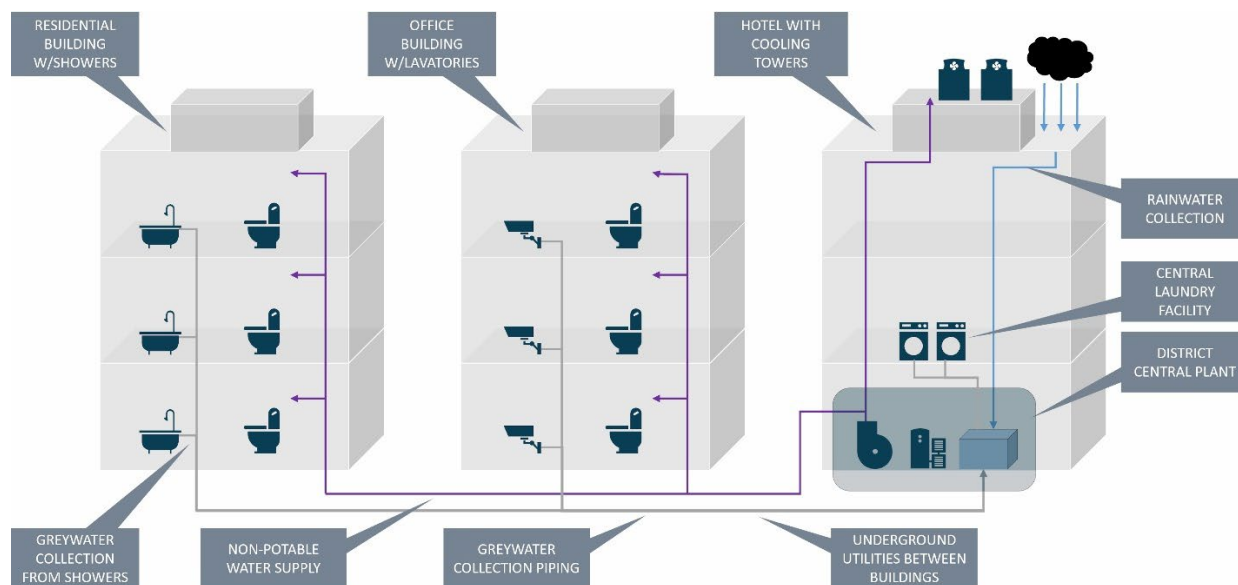 RESIDENTIAL
BUILDING
W/SHOWERS
OFFICE
BUILDING
W/LAVATORIES
HOTEL WITH
COOLING
TOWERS
RAINWATER
COLLECTION
CENTRAL
LAUNDRY
FACILITY
DISTRICT
CENTRAL PLANT
GREYWATER
COLLECTION
FROM SHOWERS
NON-POTABLE
WATER SUPPLY
GREYWATER
COLLECTION PIPING
UNDERGROUND
UTILITIES BETWEEN
BUILDINGS